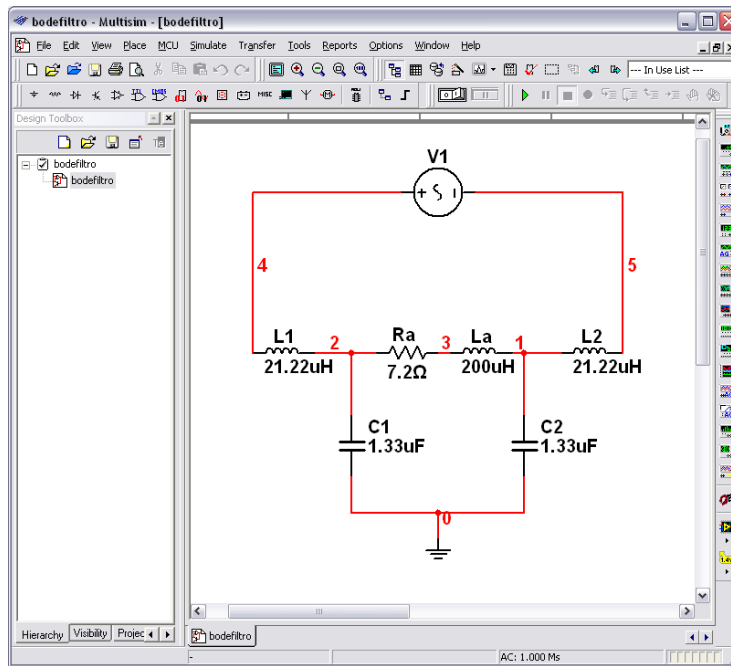 bodefiltro - Multisim - [bodefiltro]
File Edit View Place MCU Simulate Transfer Tools Reports Options Window Help
--- In Use List ---
MISC
Design Toolbox
bodefiltro
bodefiltro
V1
4
5
L1
2
Ra
3
La
1
L2
21.22uH
7.2Ω
200uH
21.22uH
C1
1.33uF
C2
1.33uF
0
Hierarchy Visibility Projec
bodefiltro
- AC: 1.000 Ms